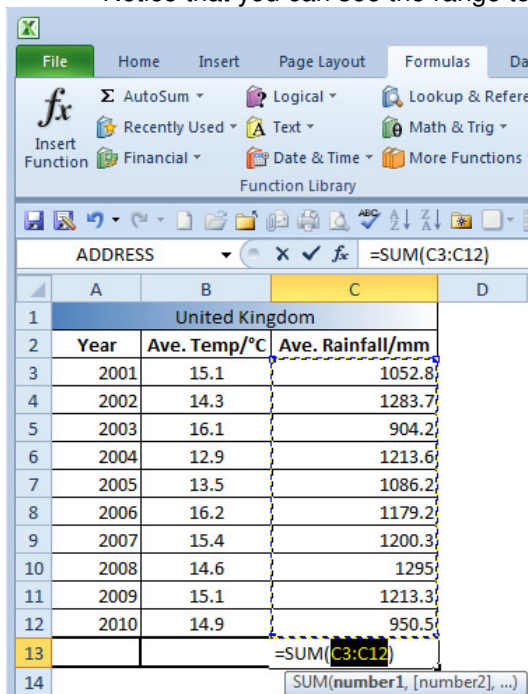 Notice that you can see the range to
File Home Insert Page Layout Formulas Da
Σ AutoSum Logical Lookup & Refere
Recently Used Text Math & Trig
Insert Function
Financial Date & Time More Functions
Function Library
ADDRESS fx =SUM(C3:C12)
A B C D
1 United Kingdom
2 Year Ave. Temp/°C Ave. Rainfall/mm
3 2001 15.1 1052.8
4 2002 14.3 1283.7
5 2003 16.1 904.2
6 2004 12.9 1213.6
7 2005 13.5 1086.2
8 2006 16.2 1179.2
9 2007 15.4 1200.3
10 2008 14.6 1295
11 2009 15.1 1213.3
12 2010 14.9 950.5
13 =SUM(C3:C12)
14 SUM(number1, [number2], ...)